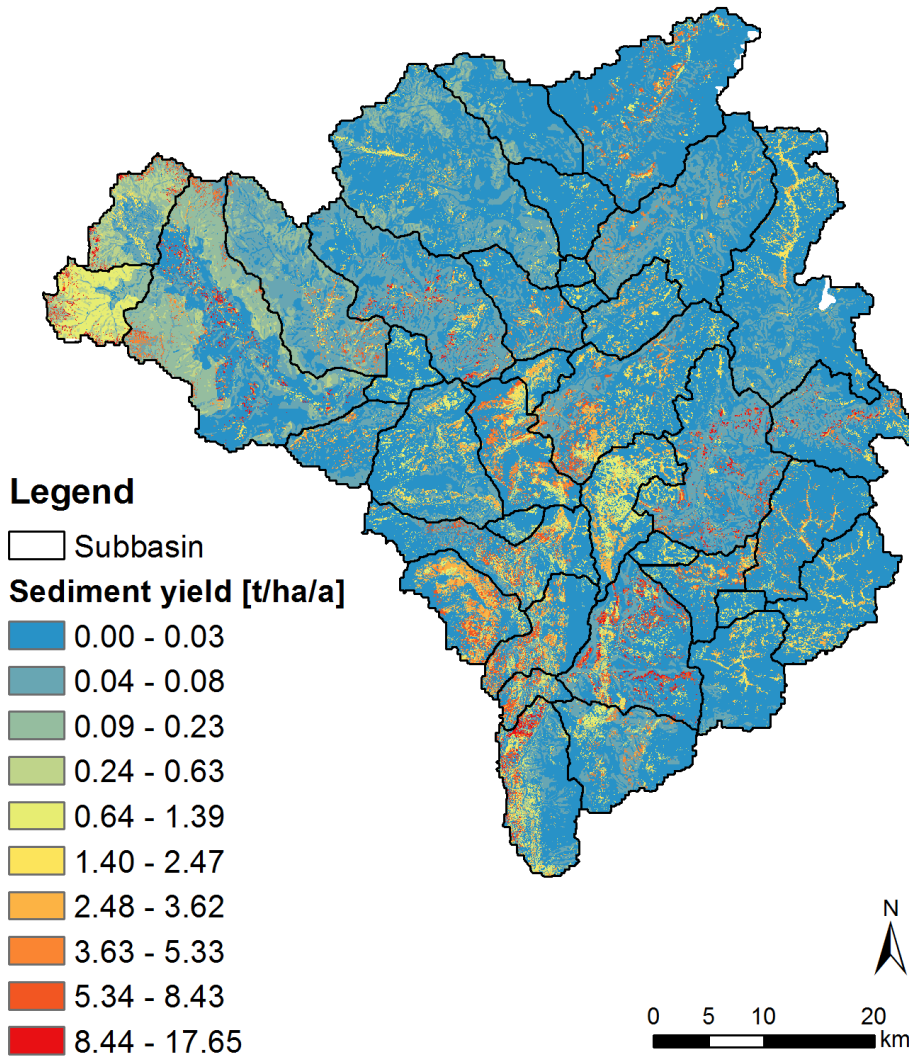 Legend
Subbasin
Sediment yield [t/ha/a]
0.00 - 0.03
0.04 - 0.08
0.09 - 0.23
0.24 - 0.63
0.64 - 1.39
1.40 - 2.47
2.48 - 3.62
3.63 - 5.33
5.34 - 8.43
8.44 - 17.65
N
0 5 10 20
km